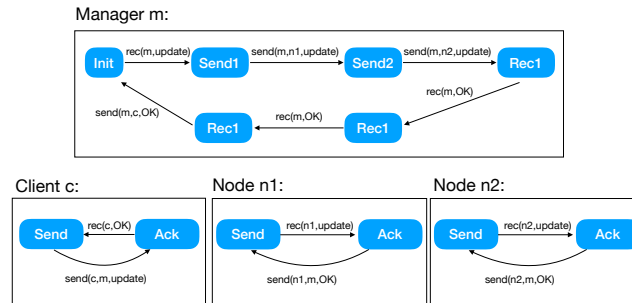 Manager m:
rec(m,update)
send(m,n1,update)
send(m,n2,update)
Init
Send1
Send2
Rec1
rec(m,OK)
send(m,c,OK)
rec(m,OK)
Rec1
Rec1
Client c:
Node n1:
Node n2:
rec(c,OK)
Send
Ack
send(c,m,update)
rec(n1,update)
Send
Ack
send(n1,m,OK)
rec(n2,update)
Send
Ack
send(n2,m,OK)